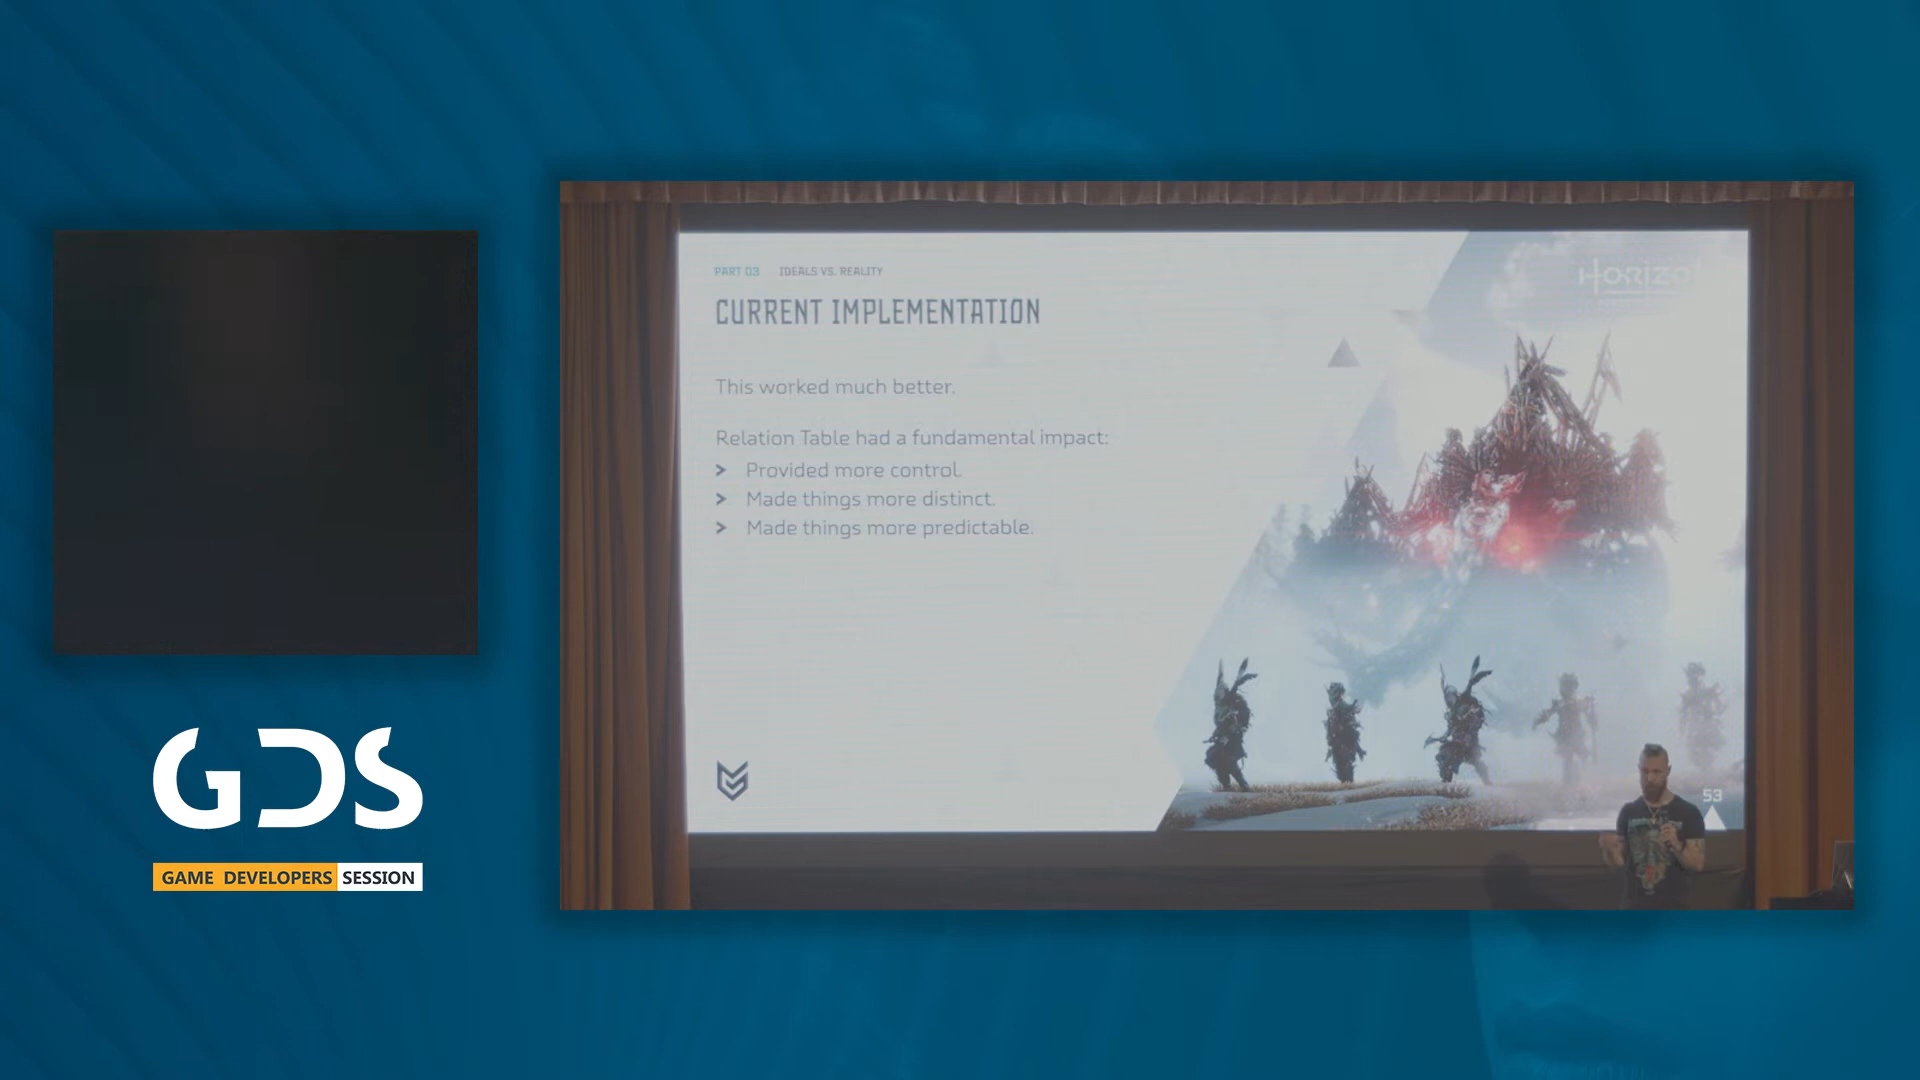 PART 03 IDEALS VS. REALITY
CURRENT IMPLEMENTATION
This worked much better.
Relation Table had a fundamental impact:
> Provided more control.
> Made things more distinct.
> Made things more predictable.
53
GDS
GAME DEVELOPERS SESSION